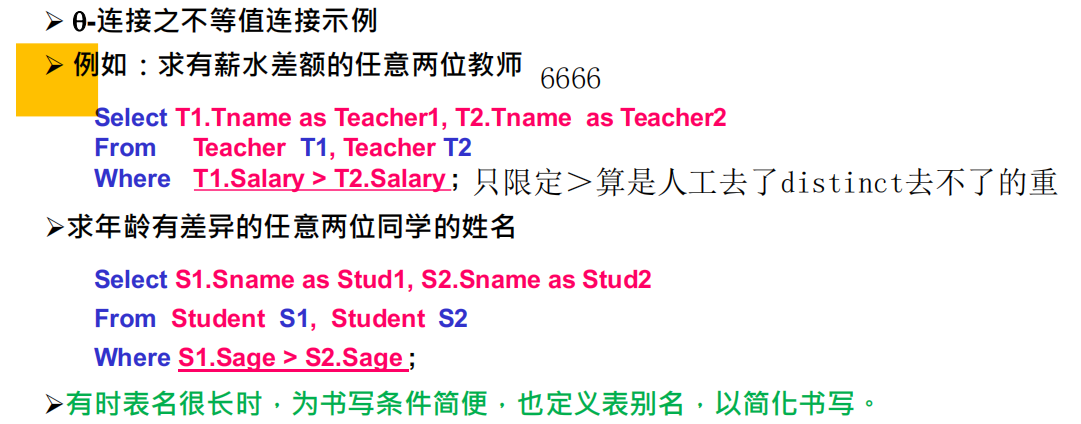 ➢ θ-连接之不等值连接示例
➢ 例如：求有薪水差额的任意两位教师 6666
Select T1.Tname as Teacher1, T2.Tname as Teacher2
From Teacher T1, Teacher T2
Where T1.Salary > T2.Salary ; 只限定＞算是人工去了distinct去不了的重
➢求年龄有差异的任意两位同学的姓名
Select S1.Sname as Stud1, S2.Sname as Stud2
From Student S1, Student S2
Where S1.Sage > S2.Sage ;
➢有时表名很长时，为书写条件简便，也定义表别名，以简化书写。